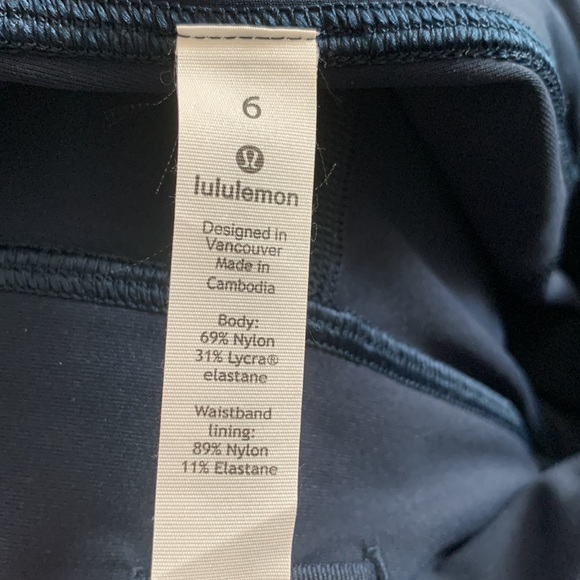 6
lululemon
Designed in
Vancouver
Made in
Cambodia
Body:
69% Nylon
31% Lycra®
elastane
Waistband
lining:
89% Nylon
11% Elastane